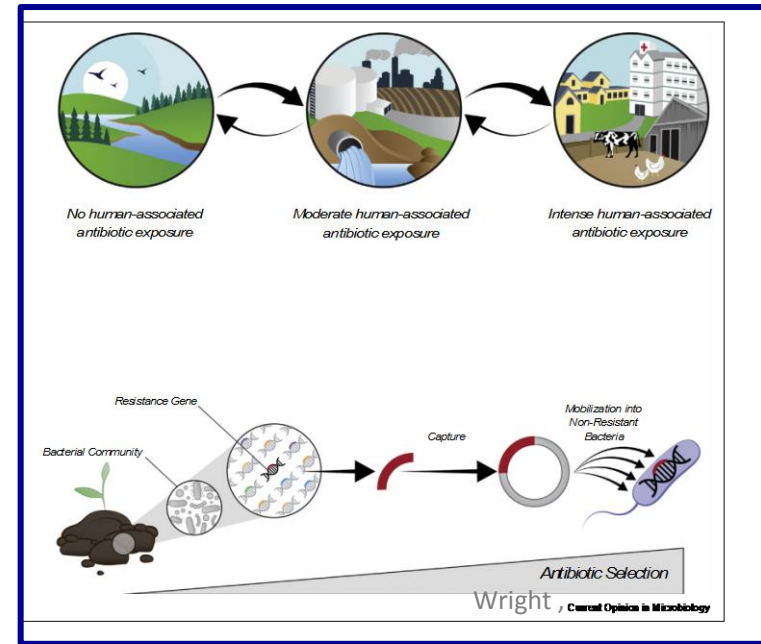 No human-associated
antibiotic exposure
Moderate human-associated
antibiotic exposure
Intense human-associated
antibiotic exposure
Resistance Gene
Bacterial Community
Capture
Mobilization into
Non-Resistant
Bacteria
Antibiotic Selection
Wright , Current Opinion in Microbiology